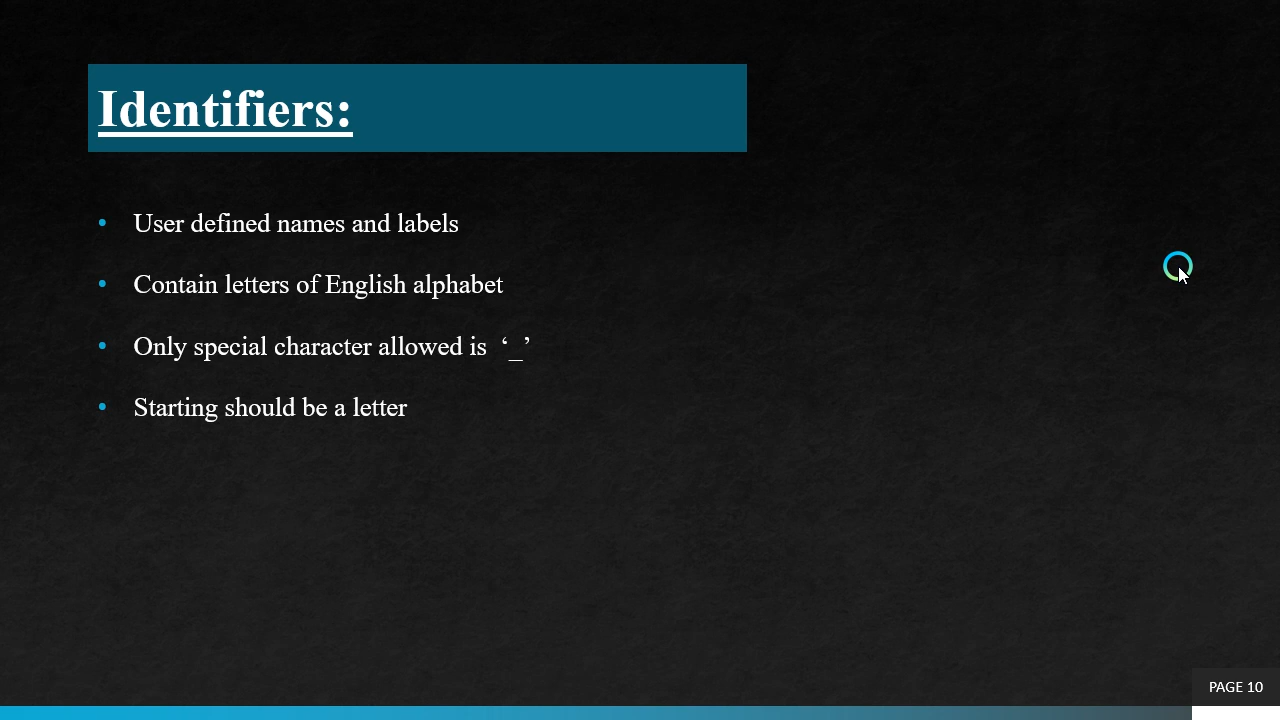 Identifiers:
• User defined names and labels
• Contain letters of English alphabet
• Only special character allowed is ‘_’
• Starting should be a letter
PAGE 10